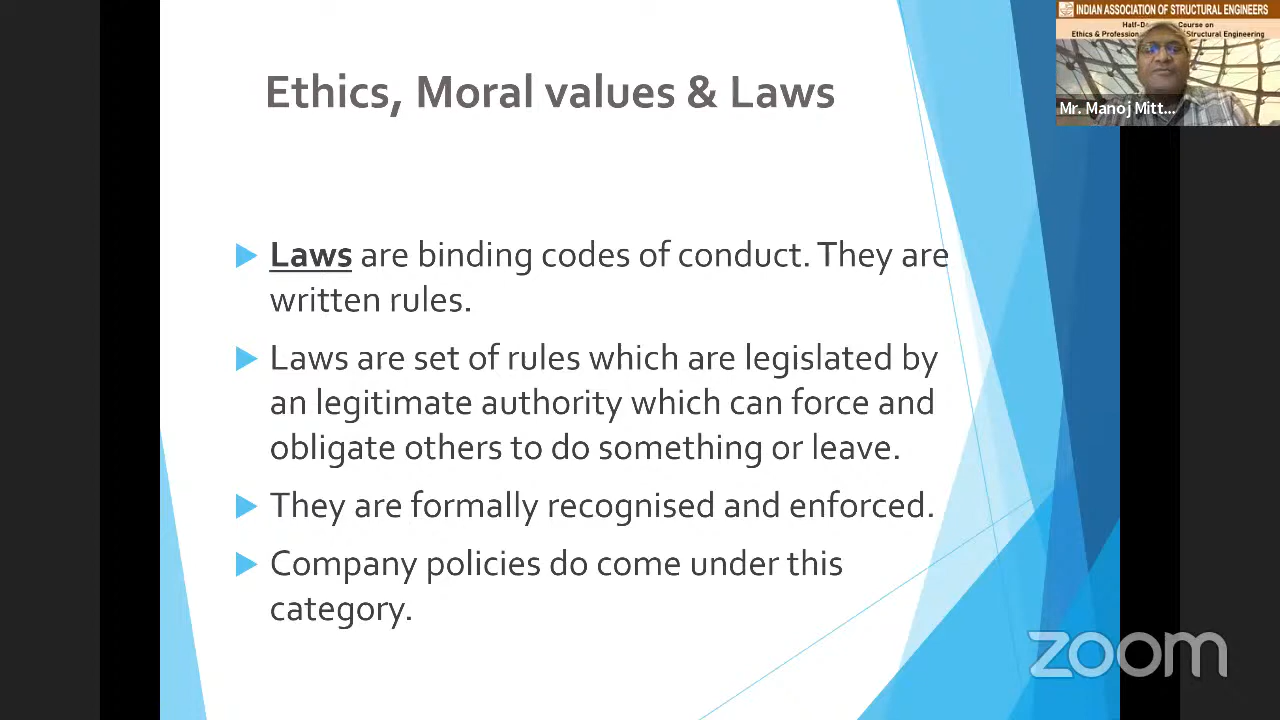 INDIAN ASSOCIATION OF STRUCTURAL ENGINEERS
Course on
Ethics & Structural Engineering
Mr. Manoj Mitt...
Ethics, Moral values & Laws
Laws are binding codes of conduct. They are
written rules.
Laws are set of rules which are legislated by
an legitimate authority which can force and
obligate others to do something or leave.
They are formally recognised and enforced.
Company policies do come under this
category.
zoom